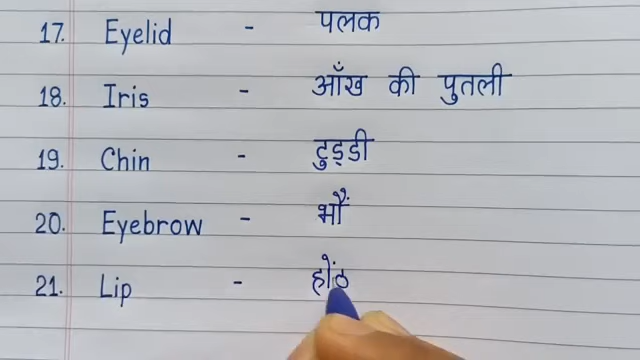 17. Eyelid - पलक
18. Iris - आँख की पुतली
19. Chin - टुड्डी
20. Eyebrow - भौं
21. Lip - होंठ